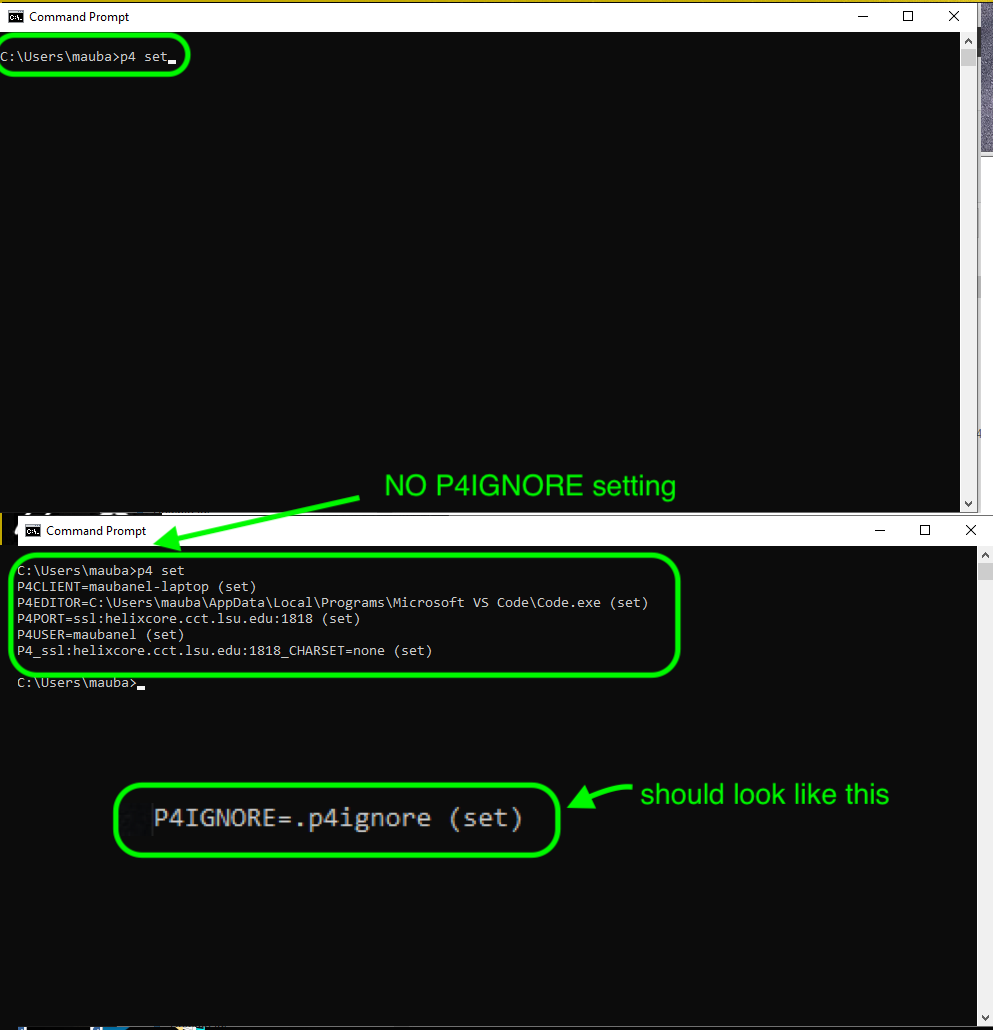 Command Prompt
C:\Users\mauba>p4 set
NO P4IGNORE setting
Command Prompt
C:\Users\mauba>p4 set
P4CLIENT=maubanel-laptop (set)
P4EDITOR=C:\Users\mauba\AppData\Local\Programs\Microsoft VS Code\Code.exe (set)
P4PORT=ssl:helixcore.cct.lsu.edu:1818 (set)
P4USER=maubanel (set)
P4_ssl:helixcore.cct.lsu.edu:1818_CHARSET=none (set)
C:\Users\mauba>
should look like this
P4IGNORE=.p4ignore (set)